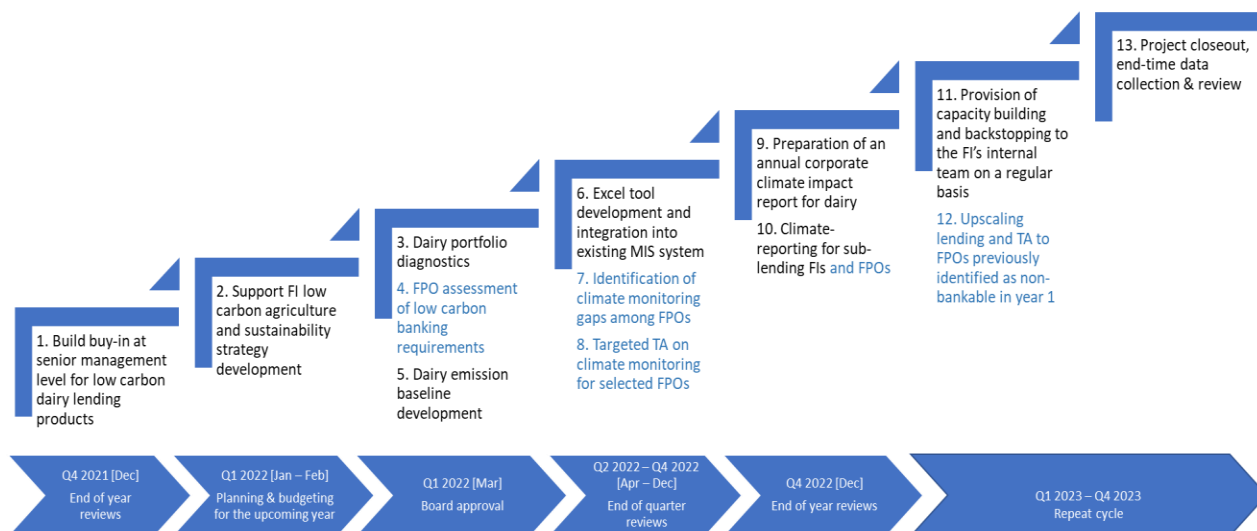 1. Build buy-in at
senior management
level for low carbon
dairy lending
products
2. Support FI low
carbon agriculture
and sustainability
strategy
development
3. Dairy portfolio
diagnostics
4. FPO assessment
of low carbon
banking
requirements
5. Dairy emission
baseline
development
6. Excel tool
development and
integration into
existing MIS system
7. Identification of
climate monitoring
gaps among FPOs
8. Targeted TA on
climate monitoring
for selected FPOs
9. Preparation of an
annual corporate
climate impact
report for dairy
10. Climate-
reporting for sub-
lending FIs and FPOs
11. Provision of
capacity building
and backstopping to
the FI's internal
team on a regular
basis
12. Upscaling
lending and TA to
FPOs previously
identified as non-
bankable in year 1
13. Project closeout,
end-time data
collection & review
Q4 2021 [Dec]
End of year
reviews
Q1 2022 [Jan – Feb]
Planning & budgeting
for the upcoming year
Q1 2022 [Mar]
Board approval
Q2 2022 – Q4 2022
[Apr – Dec]
End of quarter
reviews
Q4 2022 [Dec]
End of year reviews
Q1 2023 – Q4 2023
Repeat cycle